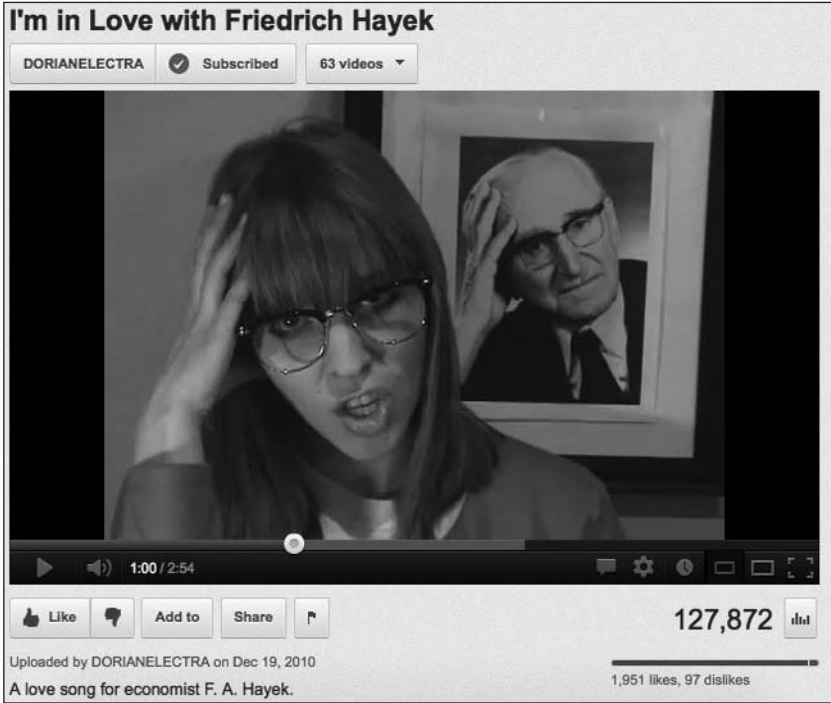 I'm in Love with Friedrich Hayek
DORIANELECTRA Subscribed 63 videos
1:00 / 2:54
Like Add to Share 127,872
Uploaded by DORIANELECTRA on Dec 19, 2010
1,951 likes, 97 dislikes
A love song for economist F. A. Hayek.